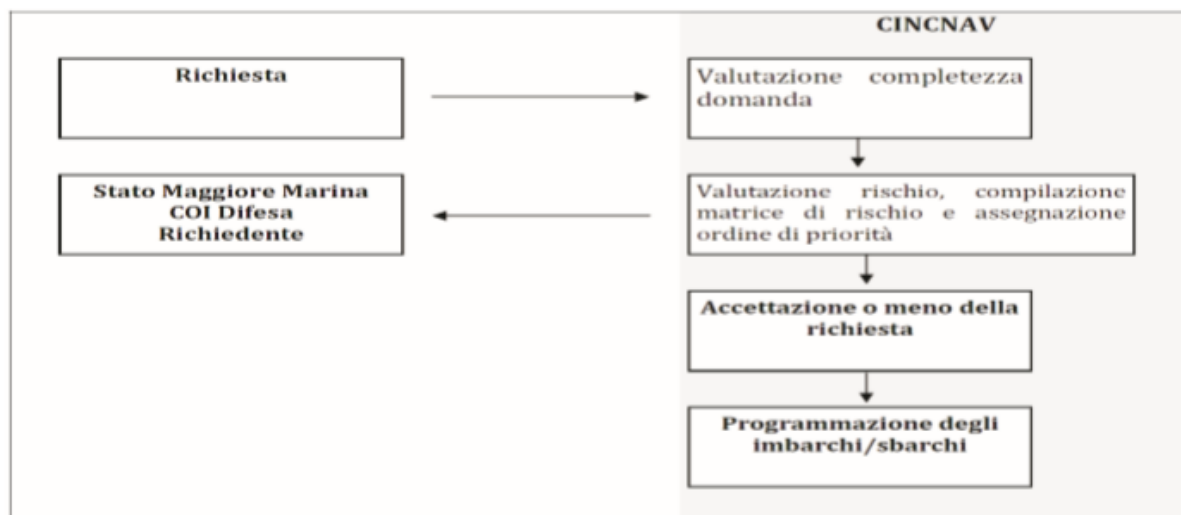 CINCNAV
Richiesta
Valutazione completezza
domanda
Stato Maggiore Marina
COI Difesa
Richiedente
Valutazione rischio, compilazione
matrice di rischio e assegnazione
ordine di priorità
Accettazione o meno della
richiesta
Programmazione degli
imbarchi/sbarchi